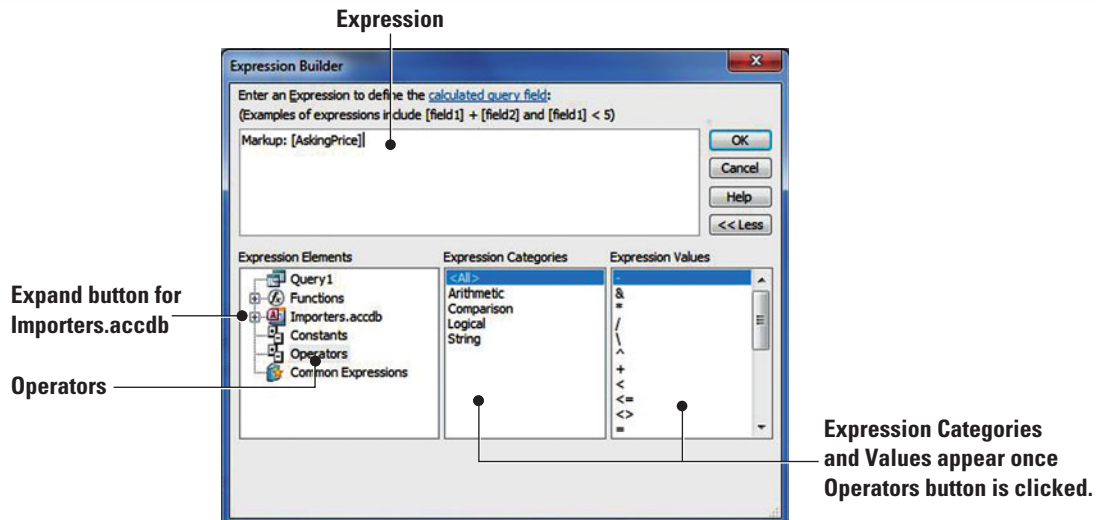 Expression
Expression Builder
X
Enter an Expression to define the calculated query field:
(Examples of expressions include [field1] + [field2] and [field1] < 5)
Markup: [AskingPrice]
OK
Cancel
Help
<< Less
Expression Elements
Query1
Functions
Importers.accdb
Constants
Operators
Common Expressions
Expression Categories
<All>
Arithmetic
Comparison
Logical
String
Expression Values
-
&
*
/
\
^
+
<
<=
<>
=
Expand button for
Importers.accdb
Operators
Expression Categories
and Values appear once
Operators button is clicked.